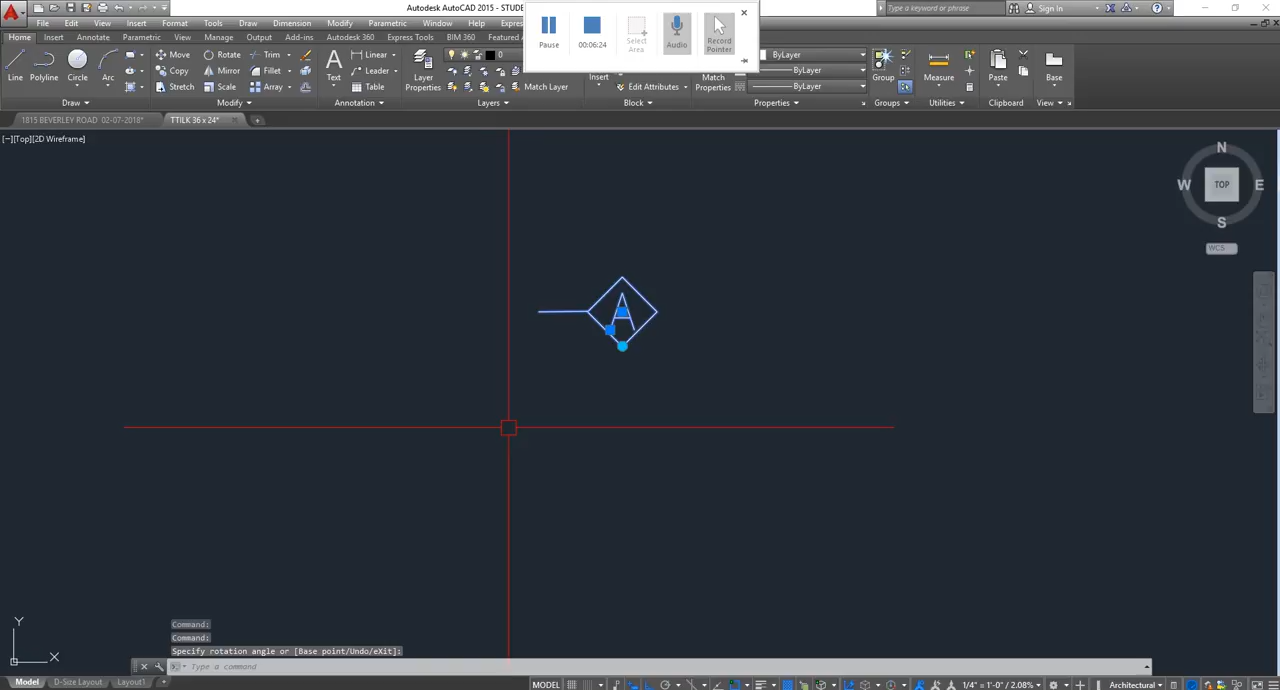 Autodesk AutoCAD 2015 - STUDE
Type a keyword or phrase
Sign In
File Edit View Insert Format Tools Draw Dimension Modify Parametric Window Help Expres
Pause
00:06:24
Select Area
Audio
Record Pointer
Home Insert Annotate Parametric View Manage Output Add-ins Autodesk 360 Express Tools BIM 360 Featured A
Line Polyline Circle Arc
Move Rotate Trim
Copy Mirror Fillet
Stretch Scale Array
Text
Linear
Leader
Table
Layer Properties
0
Match Layer
Insert
Edit Attributes
Match Properties
ByLayer
ByLayer
ByLayer
Group
Measure
Paste
Base
Draw Modify Annotation Layers Block Properties Groups Utilities Clipboard View
1815 BEVERLEY ROAD 02-07-2018*
TTILK 36 x 24*
[−][Top][2D Wireframe]
N
W TOP E
S
WCS
A
Y
X
Command:
Command:
Specify rotation angle or [Base point/Undo/eXit]:
Type a command
Model D-Size Layout Layout1 +
MODEL
1/4" = 1'-0" / 2.08%
Architectural